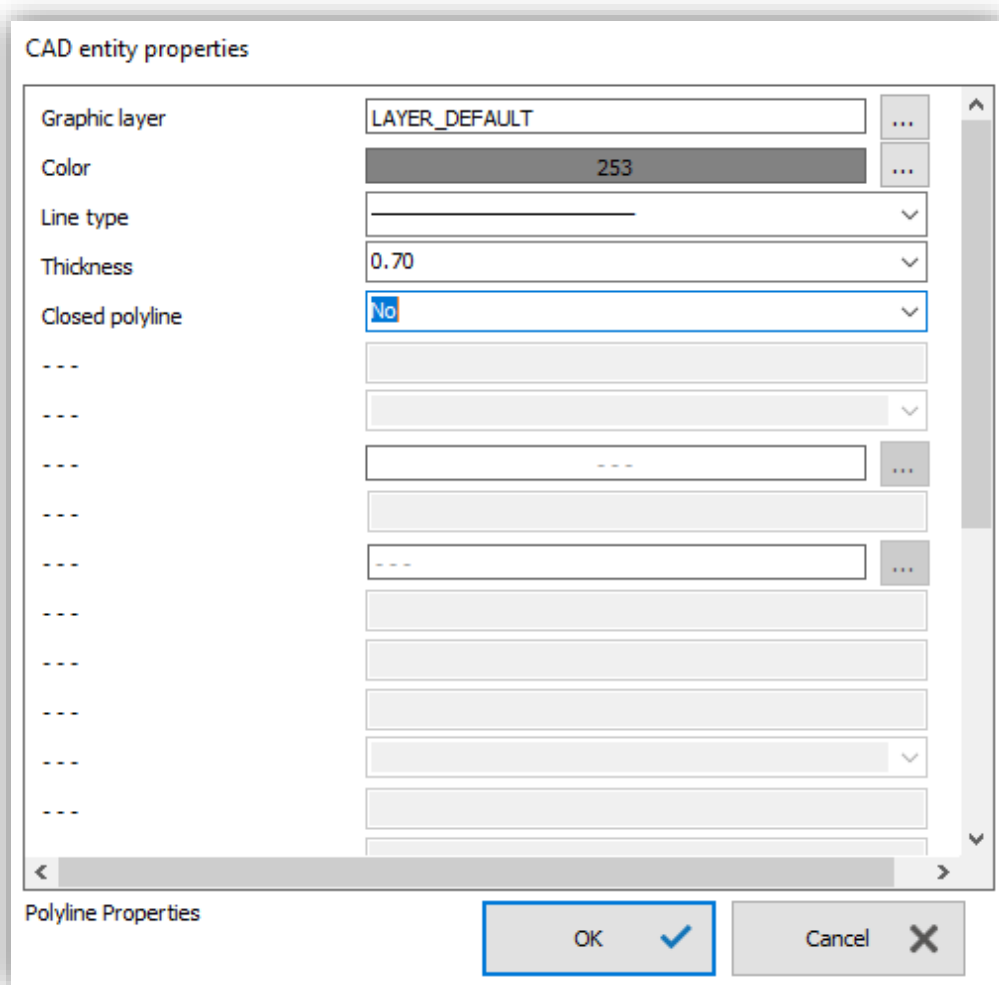 CAD entity properties
Graphic layer LAYER_DEFAULT ...
Color 253 ...
Line type
Thickness 0.70
Closed polyline No
- - -
- - -
- - - - - - ...
- - -
- - - - - - ...
- - -
- - -
- - -
- - -
- - -
Polyline Properties OK Cancel